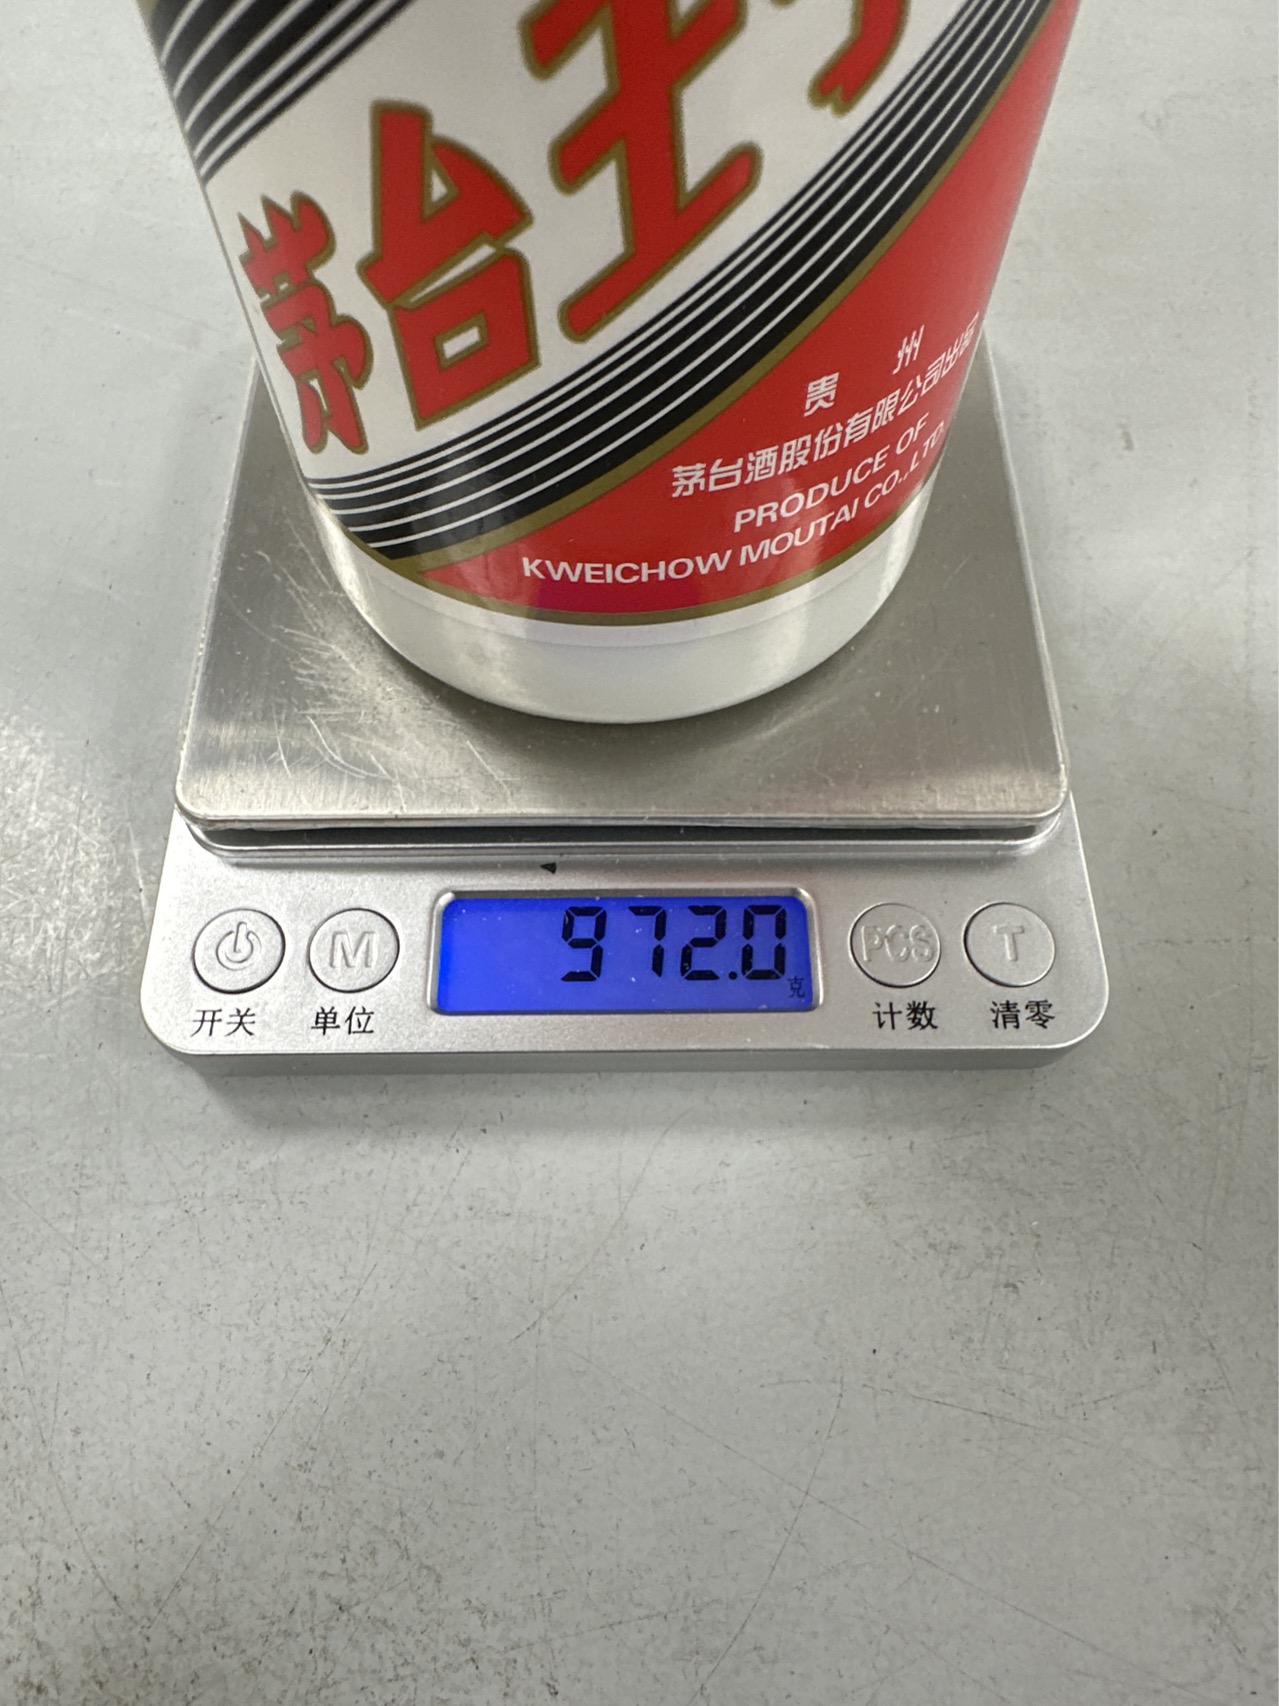 茅台王
贵 州
茅台酒股份有限公司出品
PRODUCE OF
KWEICHOW MOUTAI CO.,LTD.
972.0
克
M
PCS
T
开关
单位
计数
清零